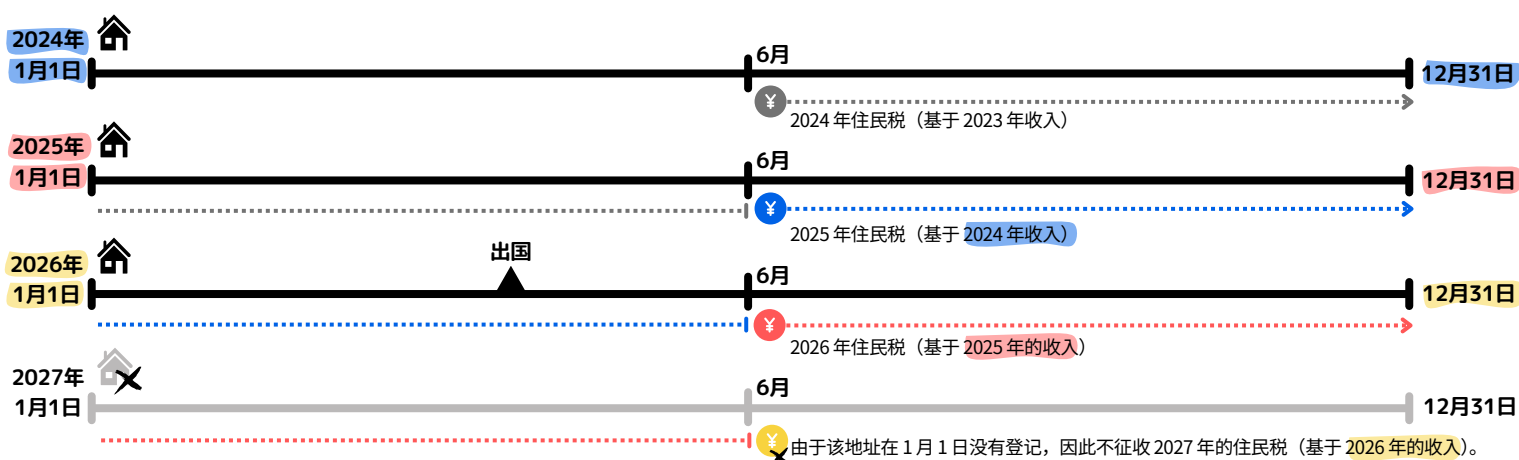 2024年
1月1日
6月
12月31日
¥
2024 年住民税（基于 2023 年收入）
2025年
1月1日
6月
12月31日
¥
2025 年住民税（基于 2024 年收入）
出国
2026年
1月1日
6月
12月31日
¥
2026 年住民税（基于 2025 年的收入）
2027年
1月1日
6月
12月31日
¥
由于该地址在 1 月 1 日没有登记，因此不征收 2027 年的住民税（基于 2026 年的收入）。